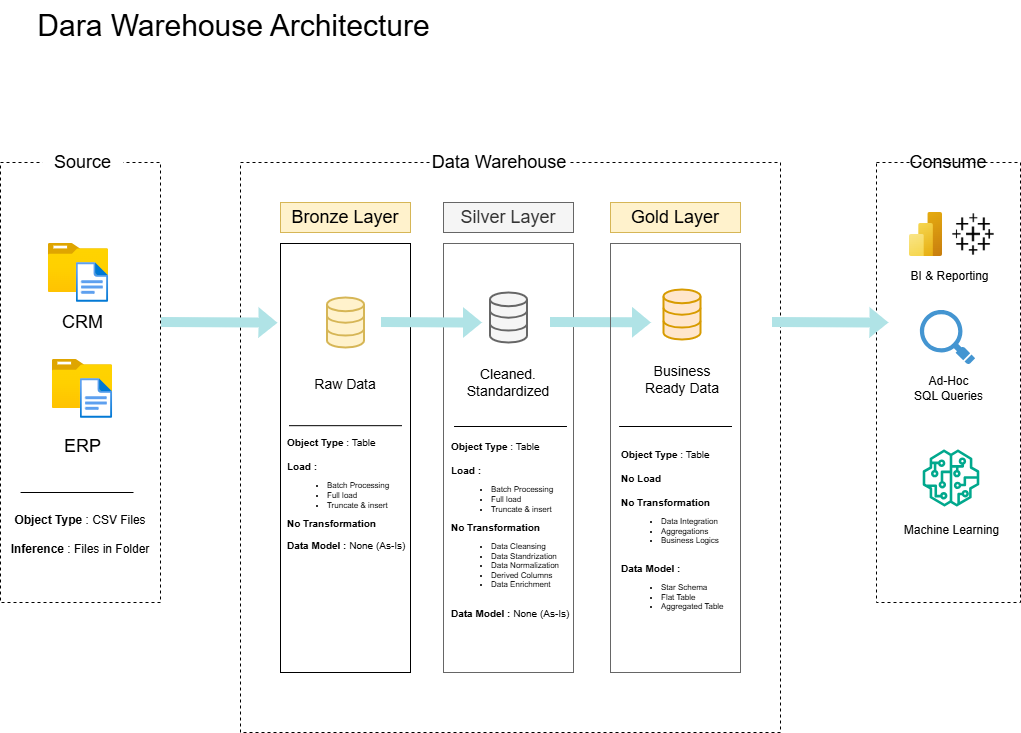 Dara Warehouse Architecture
Source
CRM
ERP
Object Type : CSV Files
Inference : Files in Folder
Data Warehouse
Bronze Layer
Raw Data
Object Type : Table
Load :
Batch Processing
Full load
Truncate & insert
No Transformation
Data Model : None (As-Is)
Silver Layer
Cleaned.
Standardized
Object Type : Table
Load :
Batch Processing
Full load
Truncate & insert
No Transformation
Data Cleansing
Data Standrization
Data Normalization
Derived Columns
Data Enrichment
Data Model : None (As-Is)
Gold Layer
Business
Ready Data
Object Type : Table
No Load
No Transformation
Data Integration
Aggregations
Business Logics
Data Model :
Star Schema
Flat Table
Aggregated Table
Consume
BI & Reporting
Ad-Hoc
SQL Queries
Machine Learning